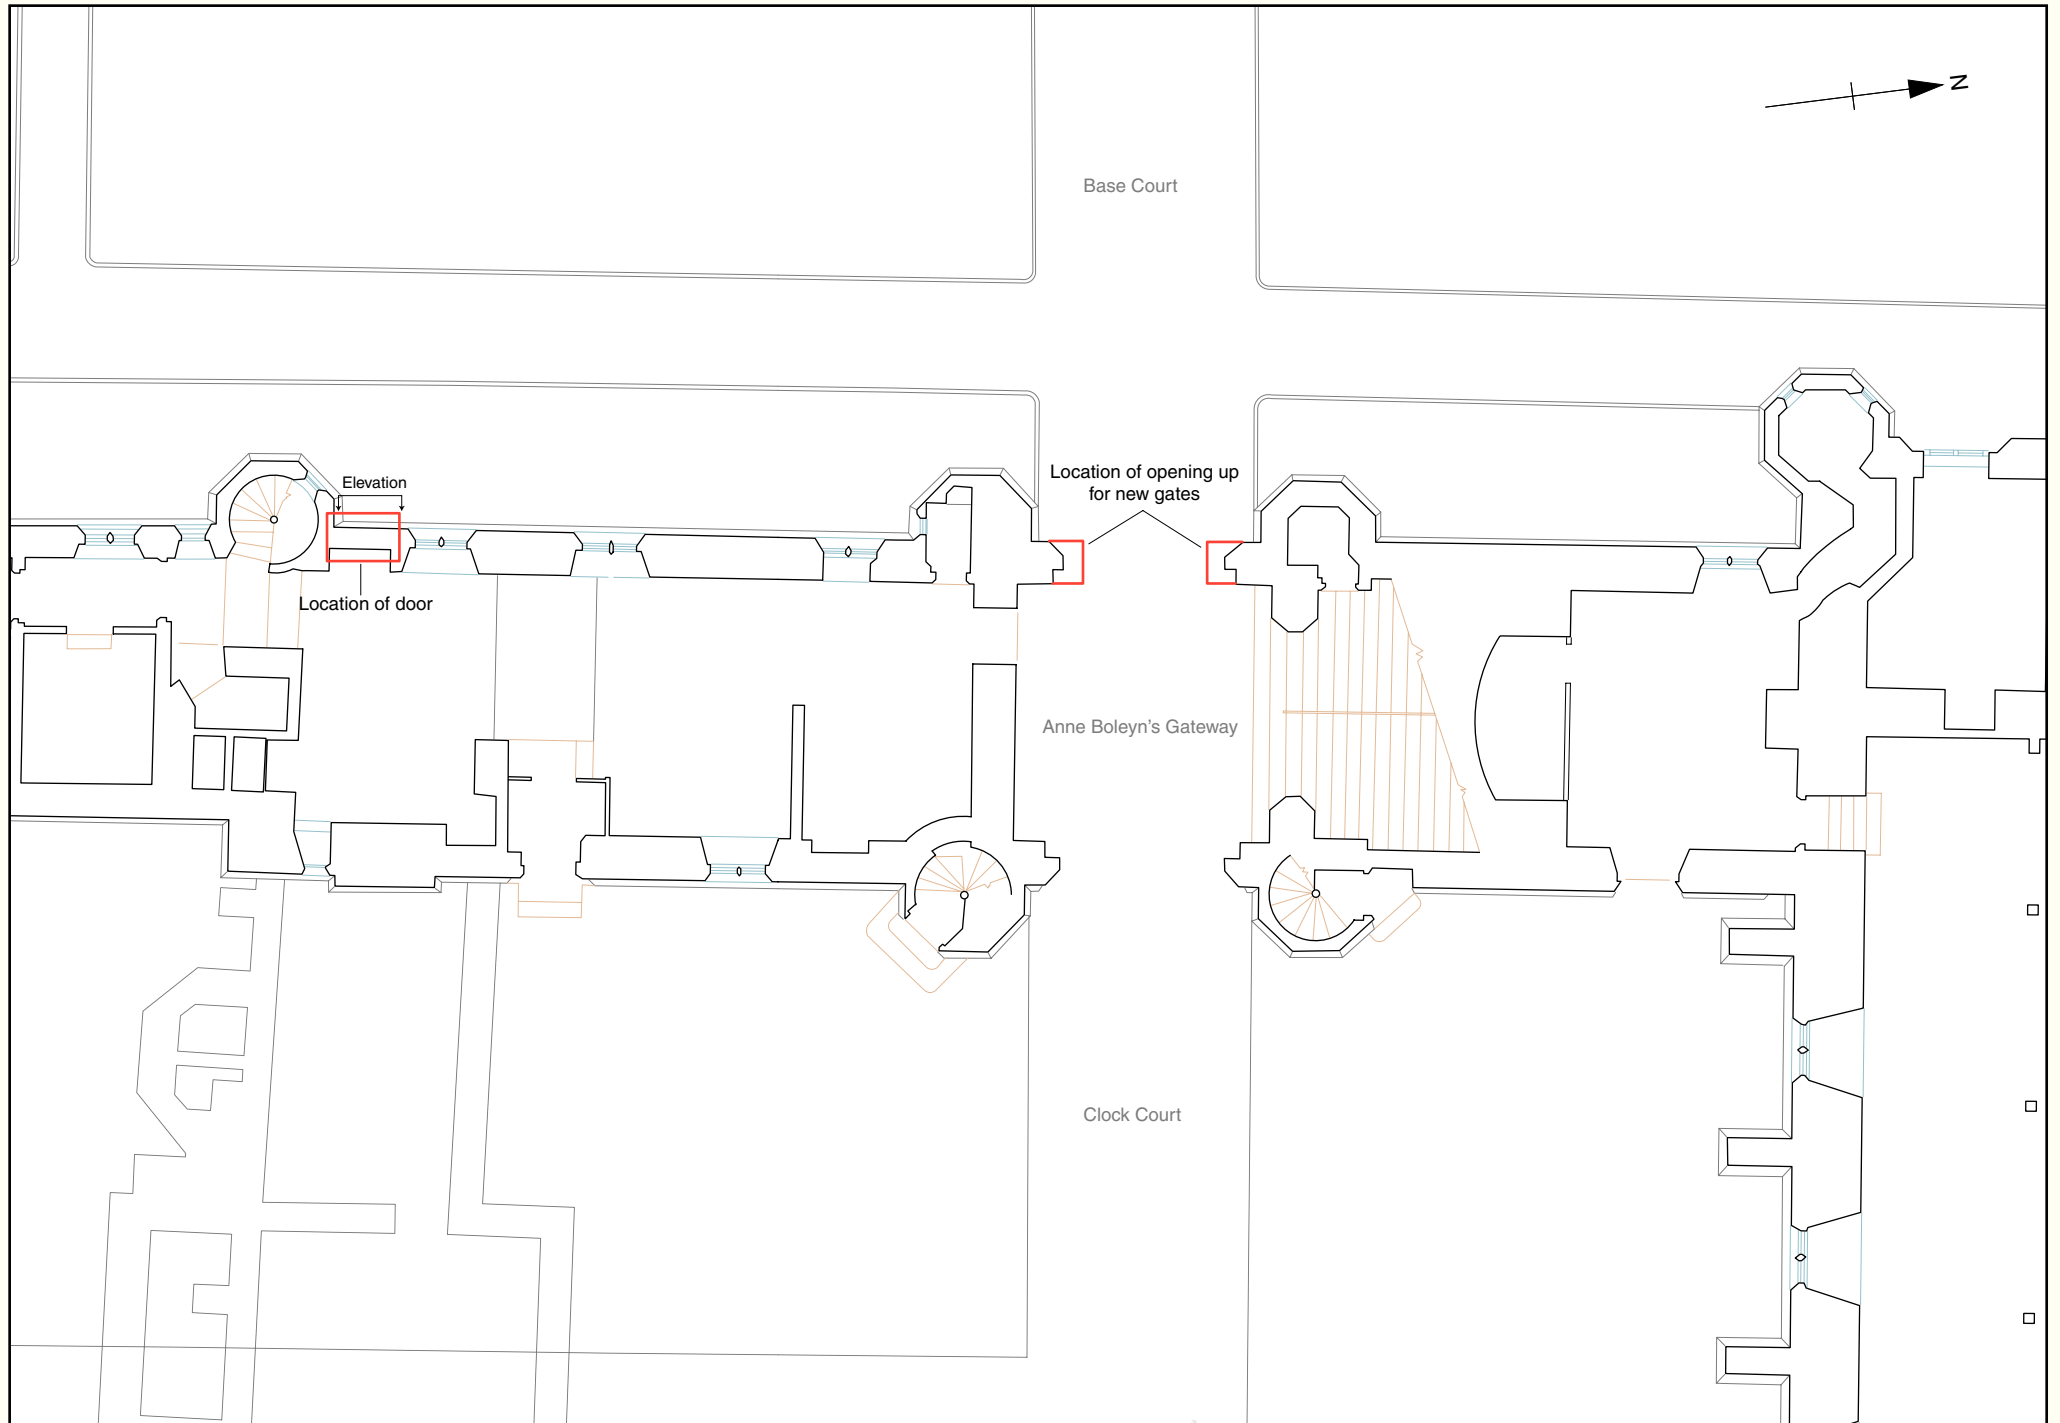 N
Base Court
Location of opening up
for new gates
Elevation
Location of door
Anne Boleyn's Gateway
Clock Court